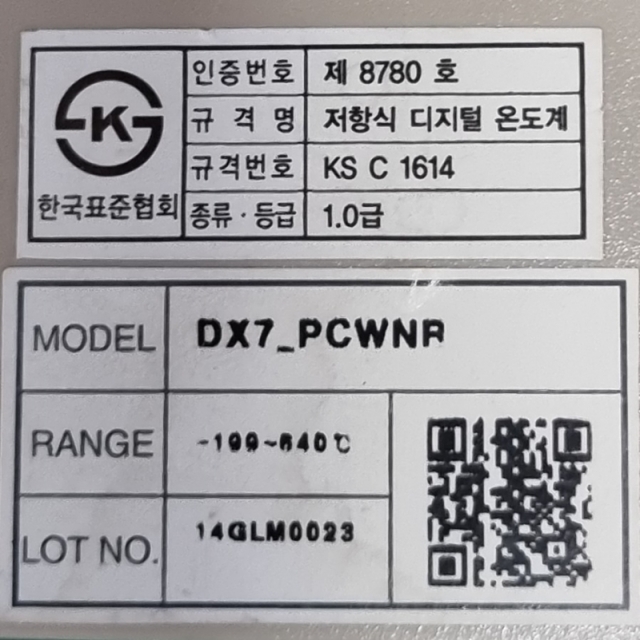 K
한국표준협회
인증번호 제 8780 호
규격명 저항식 디지털 온도계
규격번호 KS C 1614
종류·등급 1.0급
MODEL DX7_PCWNR
RANGE -199~640℃
LOT NO. 14GLM0023